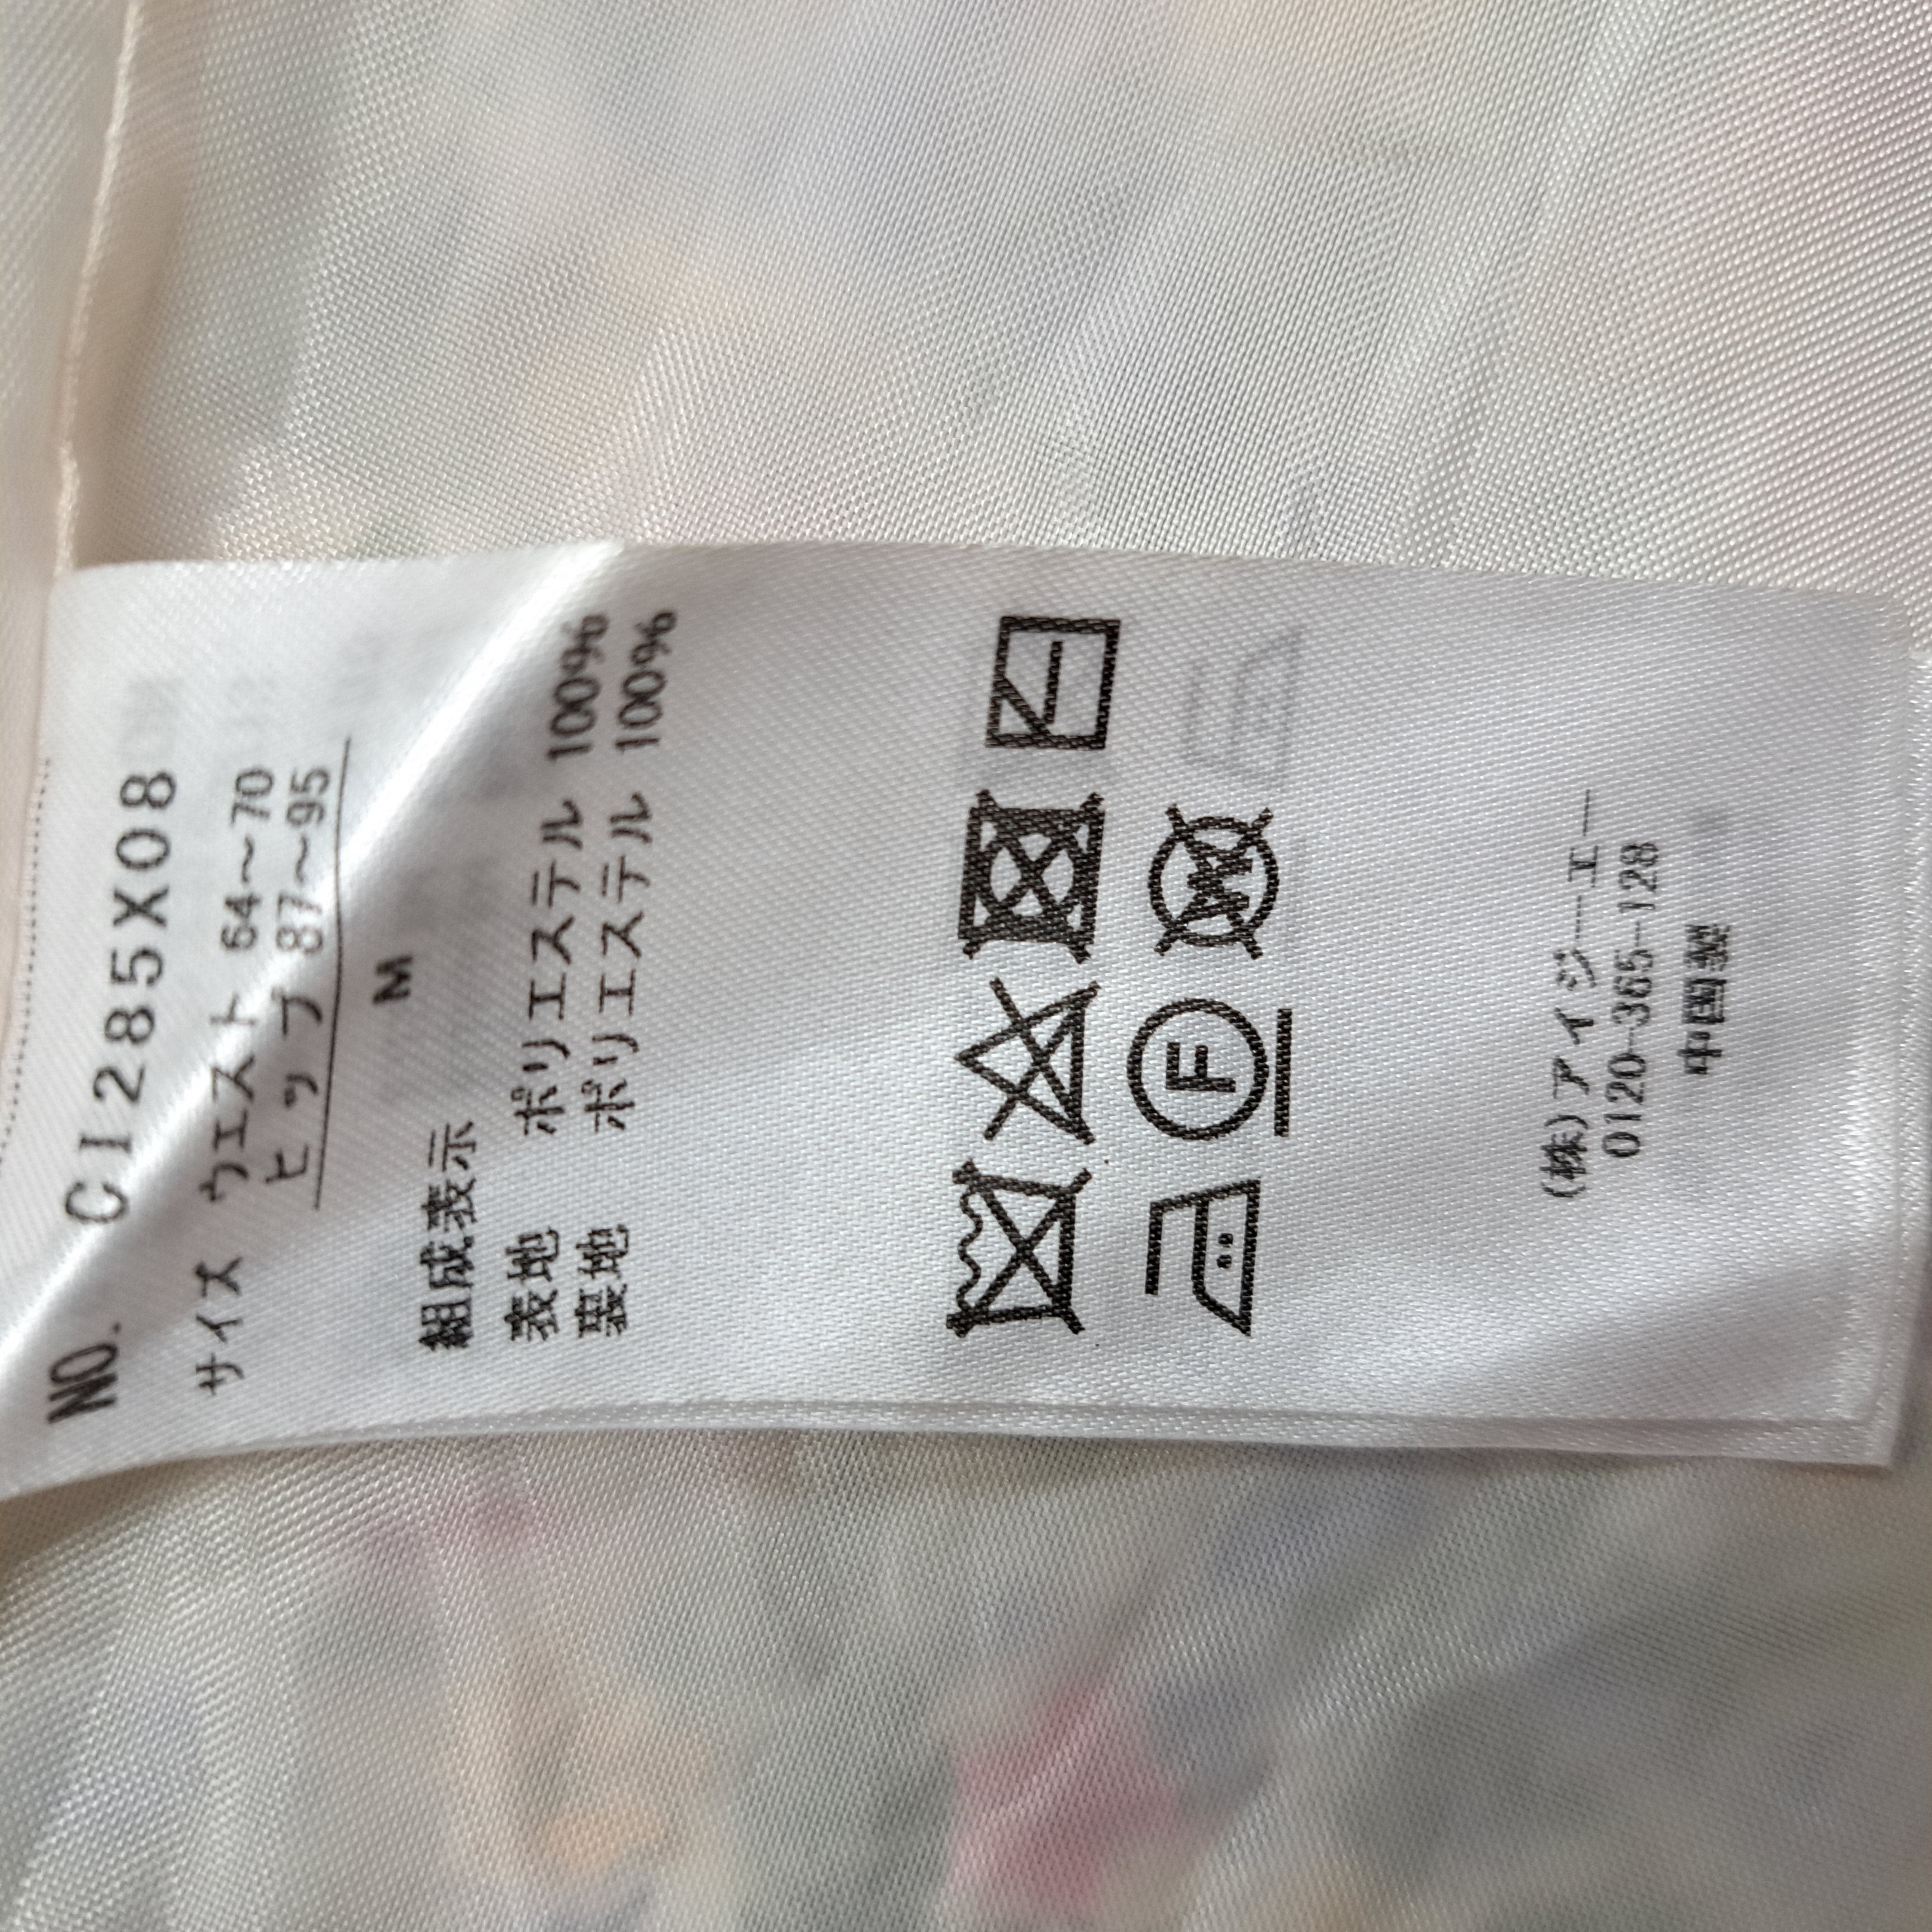 NO. CI285X08
サイズ ウエスト 64〜70
ヒップ 87〜95
M
組成表示
表地 ポリエステル 100%
裏地 ポリエステル 100%
F
W
(株)アイジーエー
0120-365-128
中国製